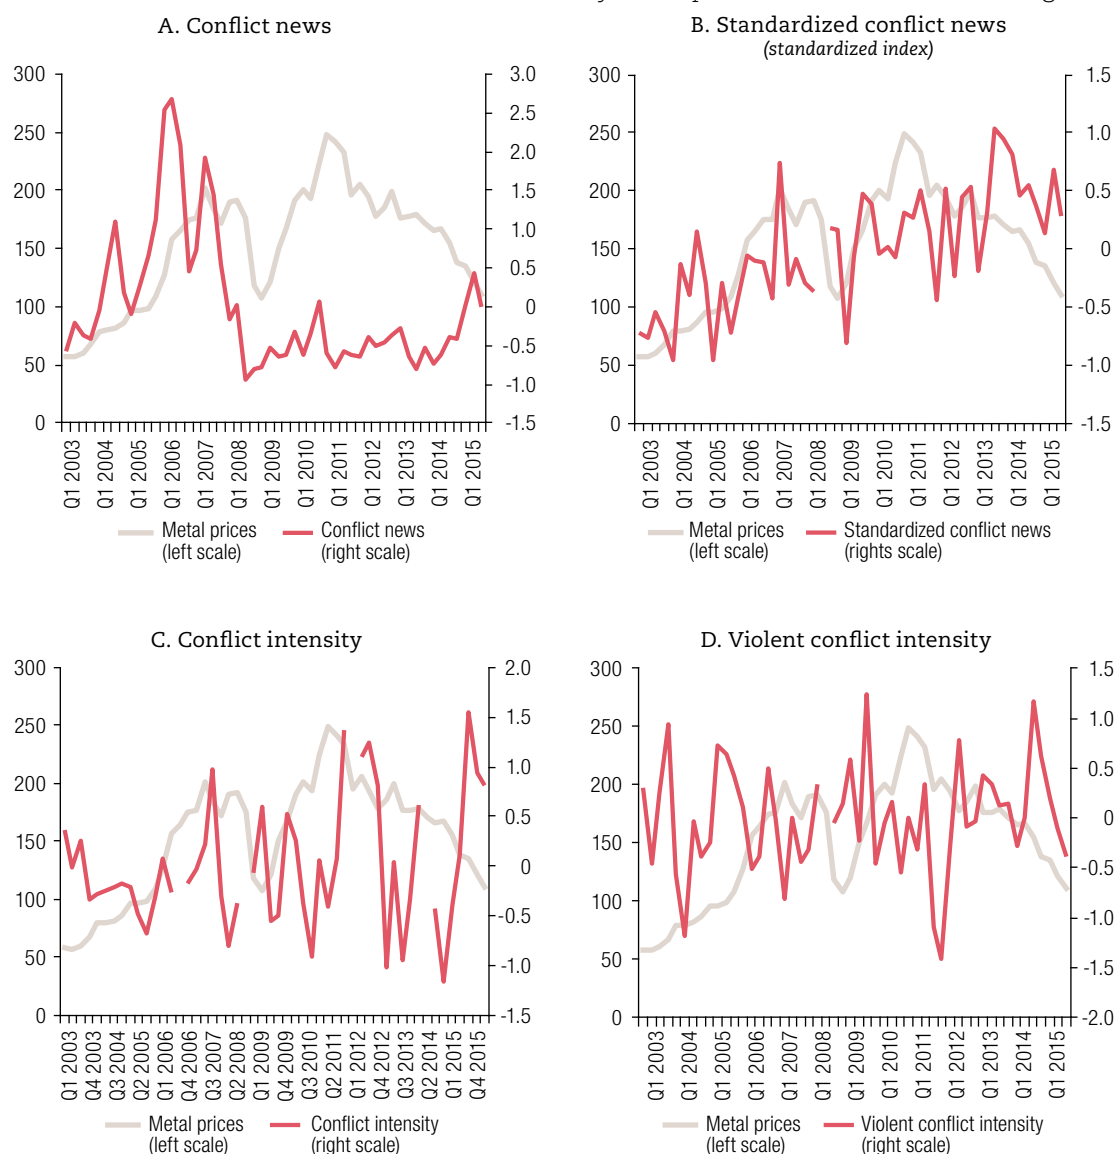 A. Conflict news
300
250
200
150
100
50
0
3.0
2.5
2.0
1.5
1.0
0.5
0
-0.5
-1.0
-1.5
Q1 2003
Q1 2004
Q1 2005
Q1 2006
Q1 2007
Q1 2008
Q1 2009
Q1 2010
Q1 2011
Q1 2012
Q1 2013
Q1 2014
Q1 2015
Metal prices
(left scale)
Conflict news
(right scale)
B. Standardized conflict news
(standardized index)
300
250
200
150
100
50
0
1.5
1.0
0.5
0
-0.5
-1.0
-1.5
Q1 2003
Q1 2004
Q1 2005
Q1 2006
Q1 2007
Q1 2008
Q1 2009
Q1 2010
Q1 2011
Q1 2012
Q1 2013
Q1 2014
Q1 2015
Metal prices
(left scale)
Standardized conflict news
(rights scale)
C. Conflict intensity
300
250
200
150
100
50
0
2.0
1.5
1.0
0.5
0
-0.5
-1.0
-1.5
Q1 2003
Q4 2003
Q3 2004
Q2 2005
Q1 2006
Q4 2006
Q3 2007
Q2 2008
Q1 2009
Q4 2009
Q3 2010
Q2 2011
Q1 2012
Q4 2012
Q3 2013
Q2 2014
Q1 2015
Q4 2015
Metal prices
(left scale)
Conflict intensity
(right scale)
D. Violent conflict intensity
300
250
200
150
100
50
0
1.5
1.0
0.5
0
-0.5
-1.0
-1.5
-2.0
Q1 2003
Q1 2004
Q1 2005
Q1 2006
Q1 2007
Q1 2008
Q1 2009
Q1 2010
Q1 2011
Q1 2012
Q1 2013
Q1 2014
Q1 2015
Metal prices
(left scale)
Violent conflict intensity
(right scale)